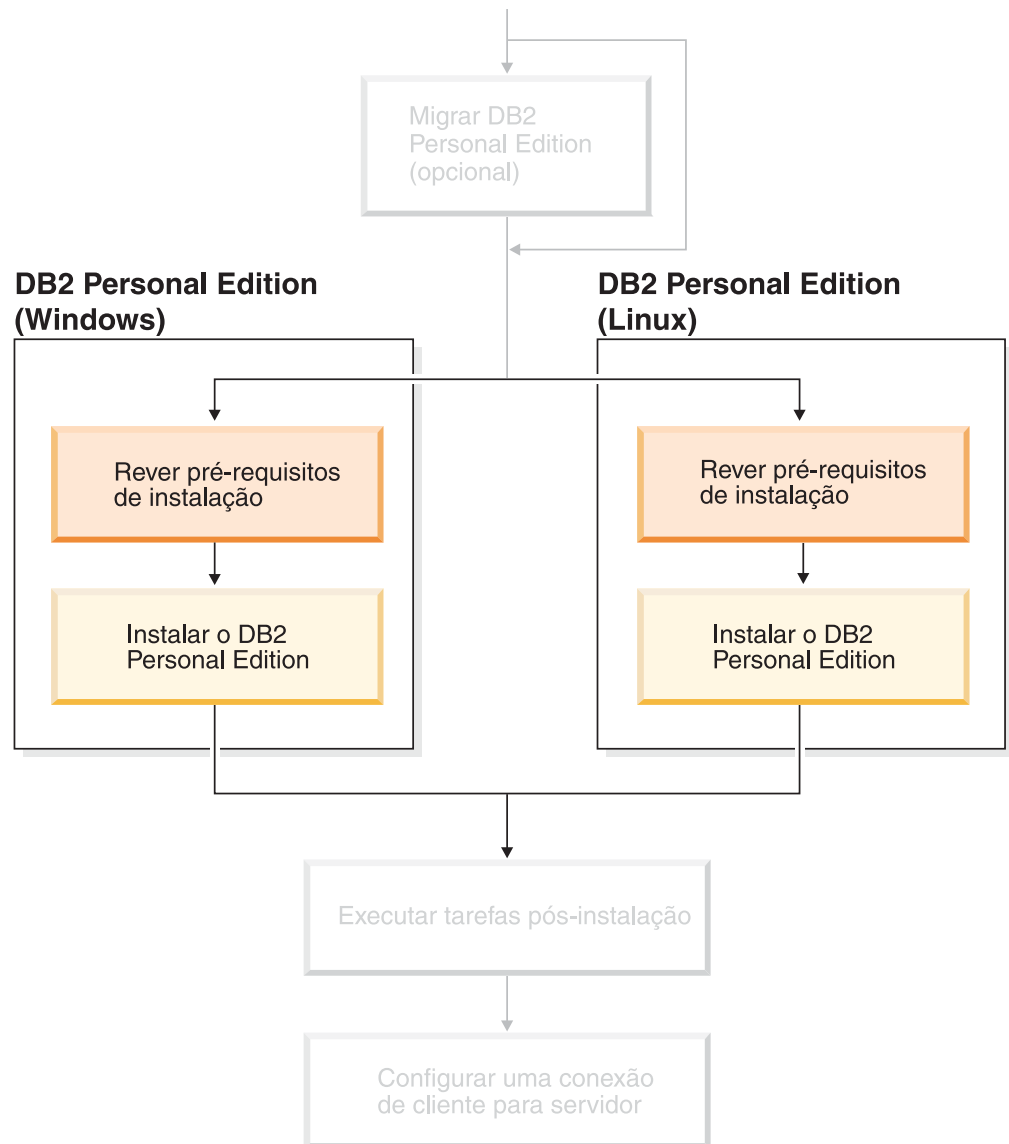 Migrar DB2
Personal Edition
(opcional)
DB2 Personal Edition
(Windows)
DB2 Personal Edition
(Linux)
Rever pré-requisitos
de instalação
Rever pré-requisitos
de instalação
Instalar o DB2
Personal Edition
Instalar o DB2
Personal Edition
Executar tarefas pós-instalação
Configurar uma conexão
de cliente para servidor